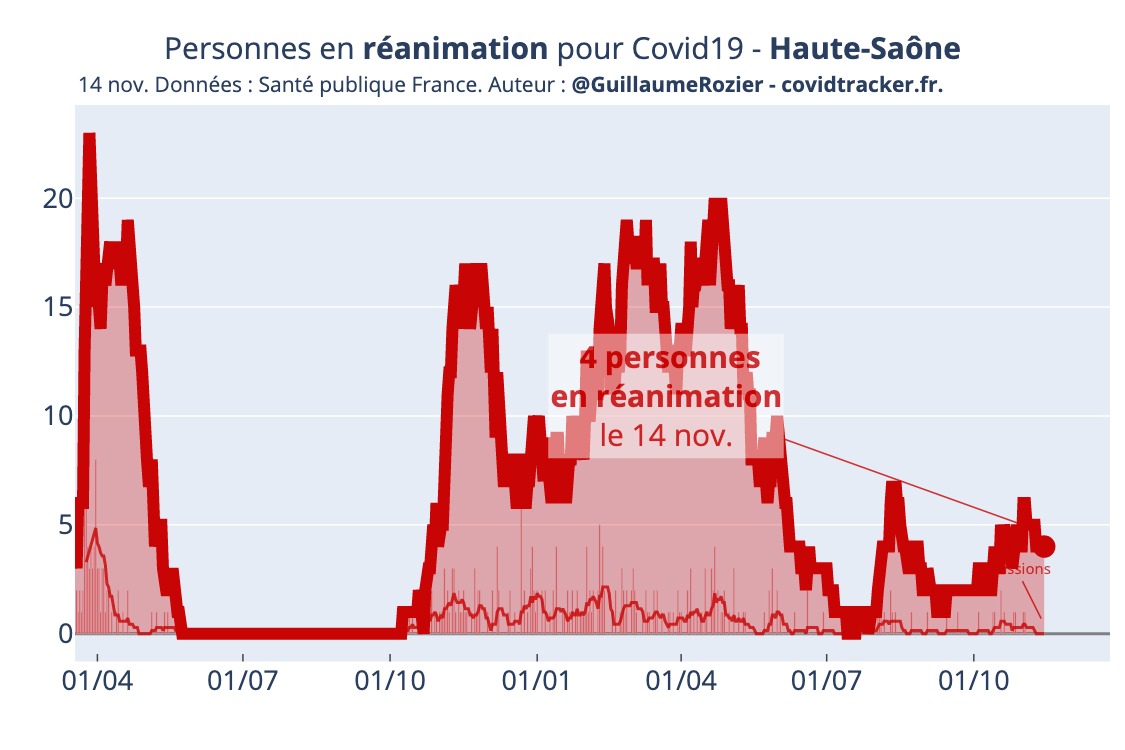 Personnes en réanimation pour Covid19 - Haute-Saône
14 nov. Données : Santé publique France. Auteur : @GuillaumeRozier - covidtracker.fr.
20
15
10
5
0
4 personnes
en réanimation
le 14 nov.
01/04 01/07 01/10 01/01 01/04 01/07 01/10